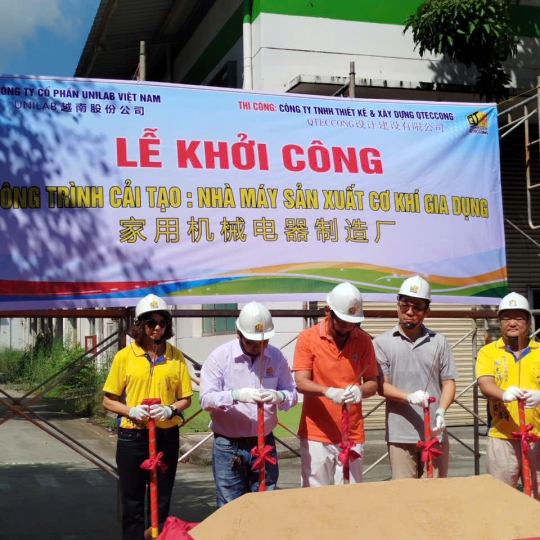 CÔNG TY CỔ PHẦN UNILAB VIỆT NAM
UNILAB越南股份公司
THI CÔNG: CÔNG TY TNHH THIẾT KẾ & XÂY DỰNG QTECCONG
QTECCONG设计建设有限公司
LỄ KHỞI CÔNG
CÔNG TRÌNH CẢI TẠO : NHÀ MÁY SẢN XUẤT CƠ KHÍ GIA DỤNG
家用机械电器制造厂